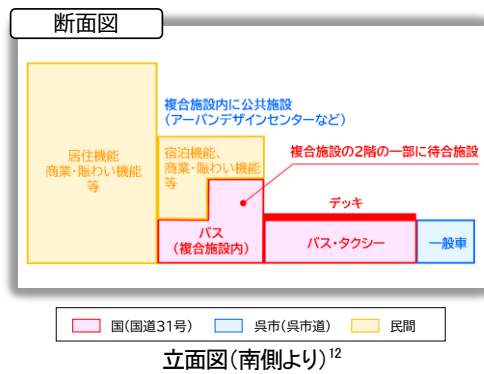 断面図
複合施設内に公共施設
(アーバンデザインセンターなど)
居住機能
商業・賑わい機能
等
宿泊機能、
商業・賑わい機能
等
複合施設の2階の一部に待合施設
デッキ
バス
(複合施設内)
バス・タクシー
一般車
国(国道31号)
呉市(呉市道)
民間
立面図(南側より)12